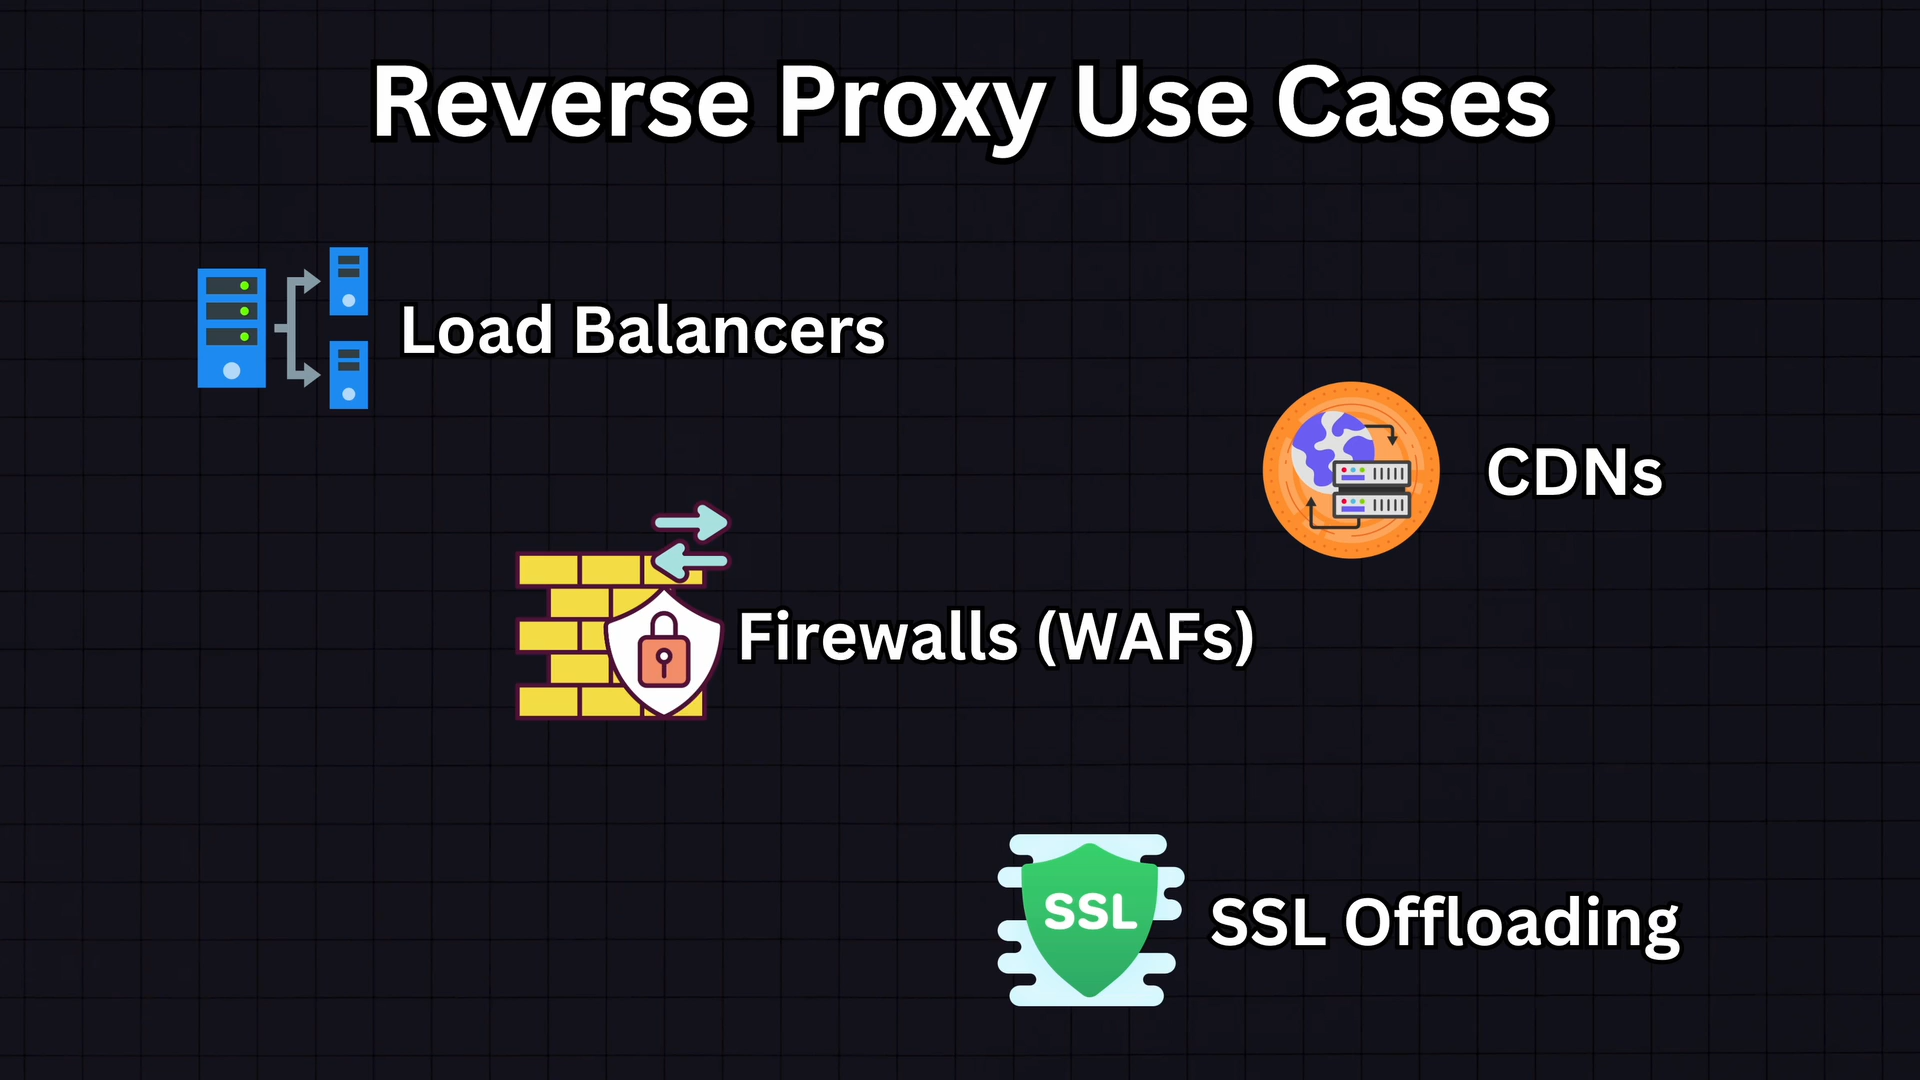 Reverse Proxy Use Cases
Load Balancers
CDNs
Firewalls (WAFs)
SSL
SSL Offloading